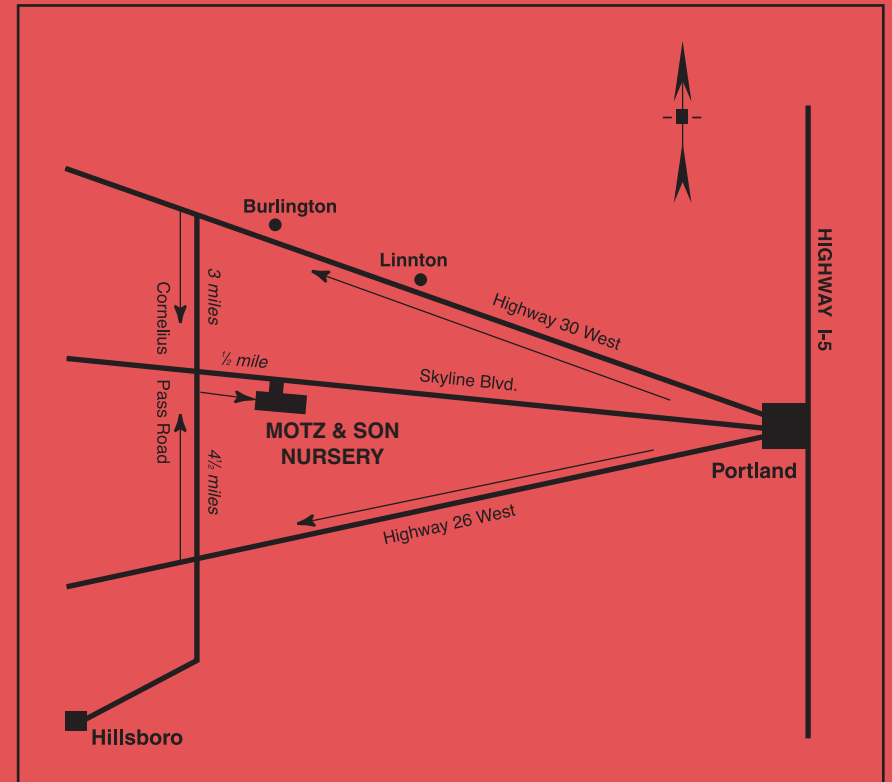 Burlington
Linnton
HIGHWAY I-5
3 miles
Cornelius
Highway 30 West
½ mile
Skyline Blvd.
Pass Road
MOTZ & SON
NURSERY
4½ miles
Portland
Highway 26 West
Hillsboro